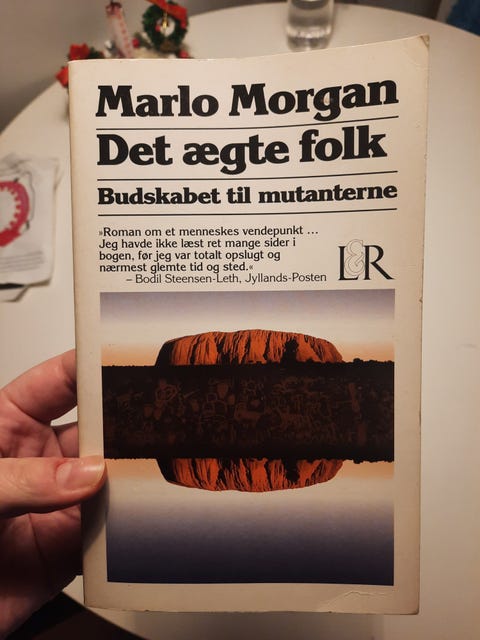 Marlo Morgan
Det ægte folk
Budskabet til mutanterne
»Roman om et menneskes vendepunkt ...
Jeg havde ikke læst ret mange sider i
bogen, før jeg var totalt opslugt og
nærmest glemte tid og sted.«
– Bodil Steensen-Leth, Jyllands-Posten
L&R